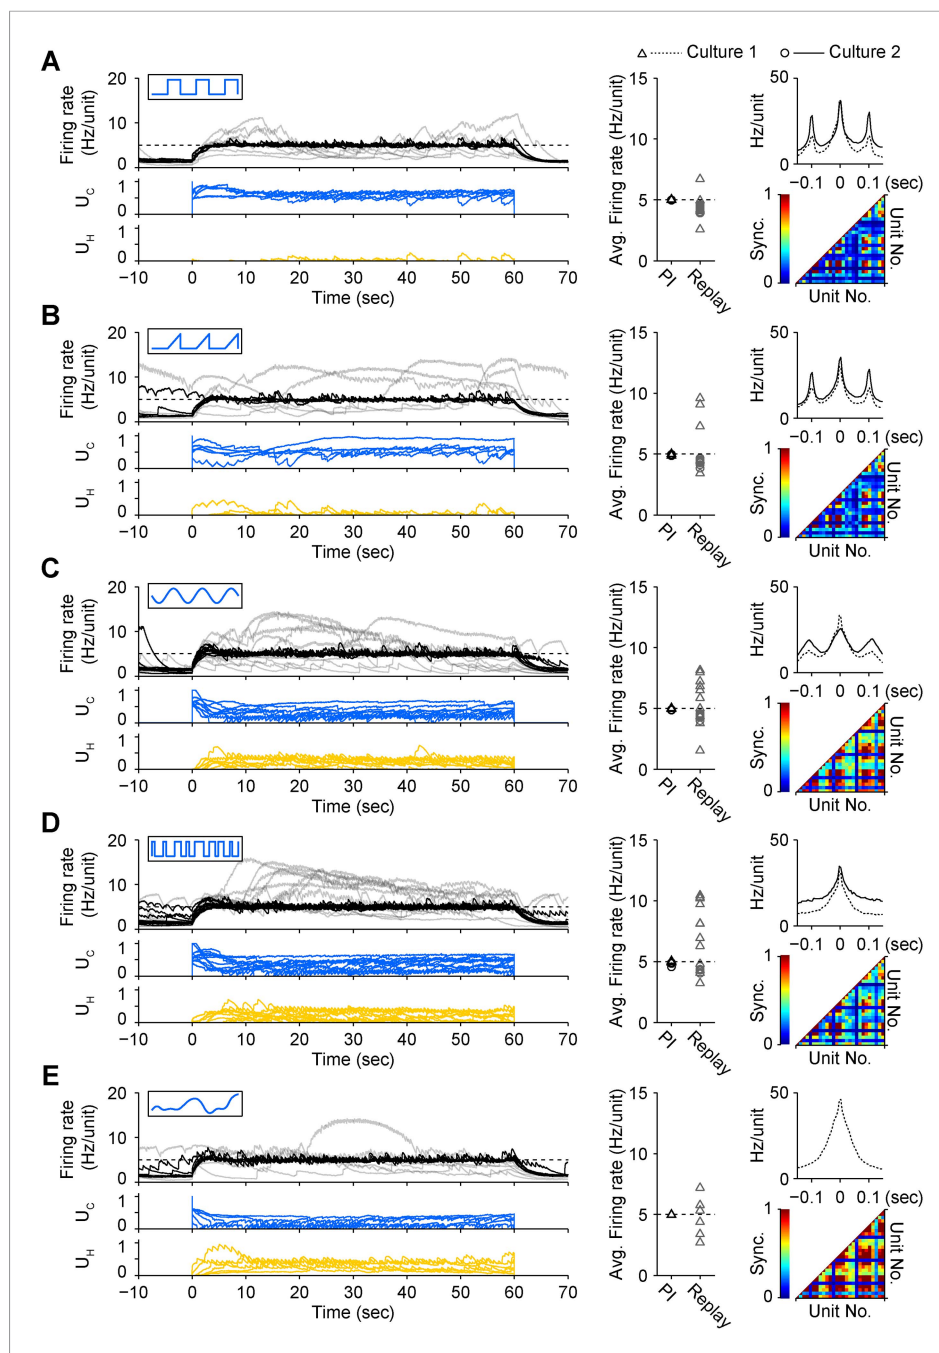 A
Culture 1
Culture 2
Firing rate
(Hz/unit)
20
10
0
U_C
1
0
U_H
1
0
−10 0 10 20 30 40 50 60 70
Time (sec)
Avg. Firing rate (Hz/unit)
15
10
5
0
PI
Replay
Hz/unit
50
0
−0.1 0 0.1 (sec)
Sync.
1
0
Unit No.
Unit No.
B
Firing rate
(Hz/unit)
20
10
0
U_C
1
0
U_H
1
0
−10 0 10 20 30 40 50 60 70
Time (sec)
Avg. Firing rate (Hz/unit)
15
10
5
0
PI
Replay
Hz/unit
50
0
−0.1 0 0.1 (sec)
Sync.
1
0
Unit No.
Unit No.
C
Firing rate
(Hz/unit)
20
10
0
U_C
1
0
U_H
1
0
−10 0 10 20 30 40 50 60 70
Time (sec)
Avg. Firing rate (Hz/unit)
15
10
5
0
PI
Replay
Hz/unit
50
0
−0.1 0 0.1 (sec)
Sync.
1
0
Unit No.
Unit No.
D
Firing rate
(Hz/unit)
20
10
0
U_C
1
0
U_H
1
0
−10 0 10 20 30 40 50 60 70
Time (sec)
Avg. Firing rate (Hz/unit)
15
10
5
0
PI
Replay
Hz/unit
50
0
−0.1 0 0.1 (sec)
Sync.
1
0
Unit No.
Unit No.
E
Firing rate
(Hz/unit)
20
10
0
U_C
1
0
U_H
1
0
−10 0 10 20 30 40 50 60 70
Time (sec)
Avg. Firing rate (Hz/unit)
15
10
5
0
PI
Replay
Hz/unit
50
0
−0.1 0 0.1 (sec)
Sync.
1
0
Unit No.
Unit No.